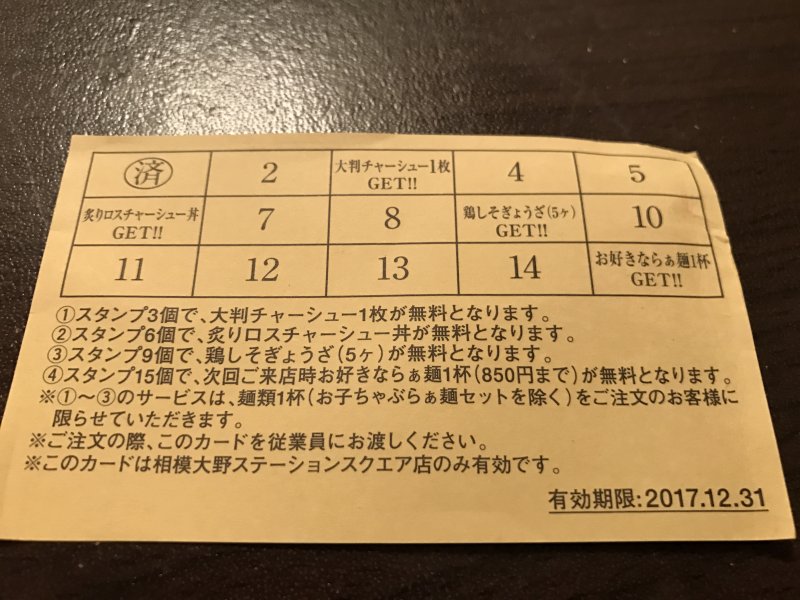 済 2 大判チャーシュー1枚 GET!! 4 5
炙りロスチャーシュー丼 GET!! 7 8 鶏しそぎょうざ(5ヶ) GET!! 10
11 12 13 14 お好きならぁ麺1杯 GET!!
①スタンプ3個で、大判チャーシュー1枚が無料となります。
②スタンプ6個で、炙りロスチャーシュー丼が無料となります。
③スタンプ9個で、鶏しそぎょうざ(5ヶ)が無料となります。
④スタンプ15個で、次回ご来店時お好きならぁ麺1杯(850円まで)が無料となります。
※①～③のサービスは、麺類1杯(お子ちゃぶらぁ麺セットを除く)をご注文のお客様に
限らせていただきます。
※ご注文の際、このカードを従業員にお渡しください。
※このカードは相模大野ステーションスクエア店のみ有効です。
有効期限:2017.12.31